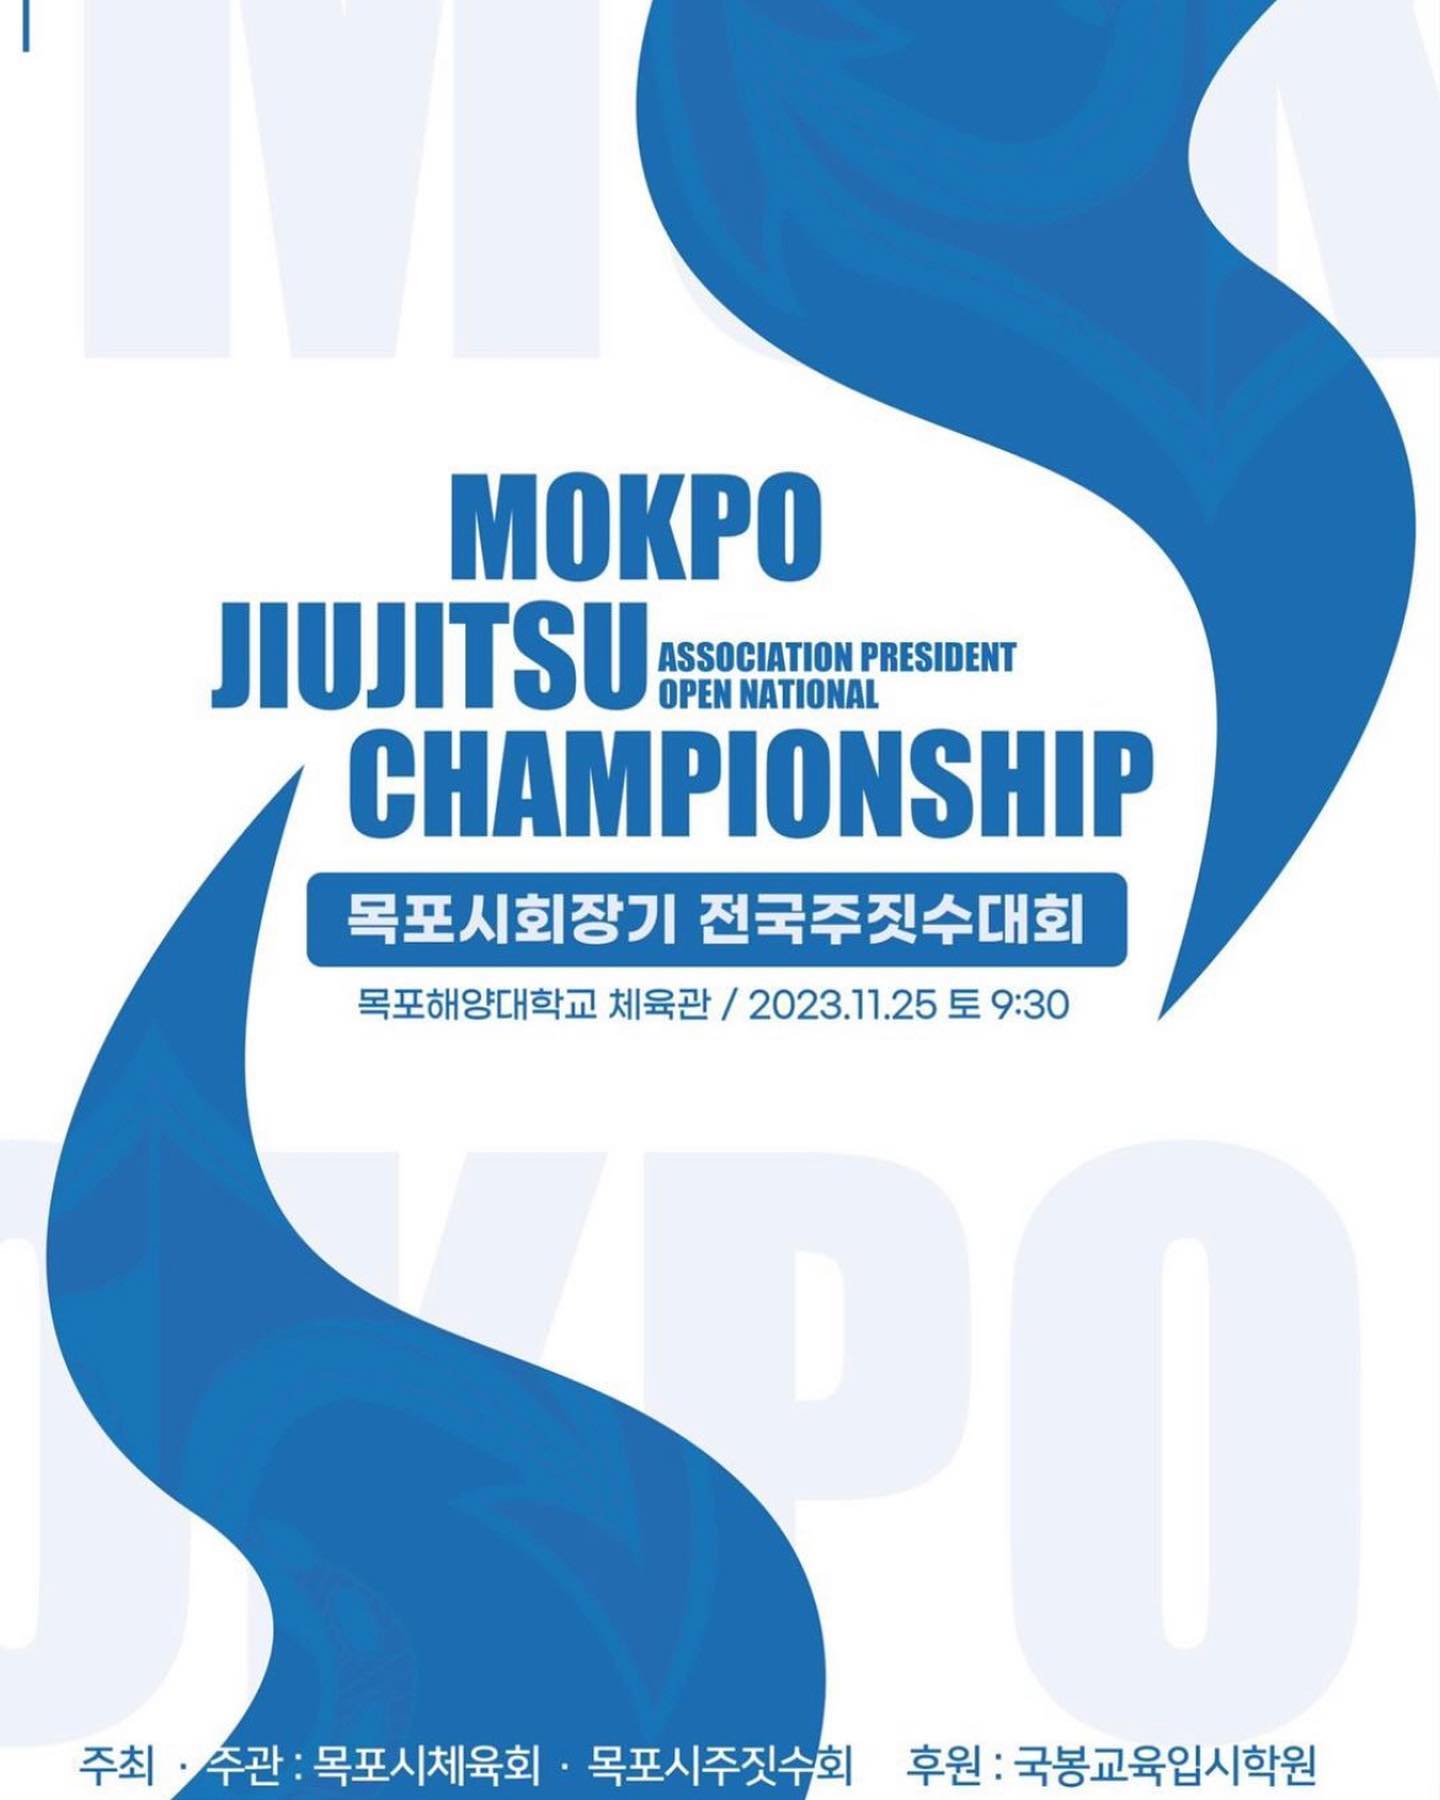 MOKPO
JIUJITSU ASSOCIATION PRESIDENT
OPEN NATIONAL
CHAMPIONSHIP
목포시회장기 전국주짓수대회
목포해양대학교 체육관 / 2023.11.25 토 9:30
MOKPO
주최 · 주관 : 목포시체육회 · 목포시주짓수회 후원 : 국봉교육입시학원